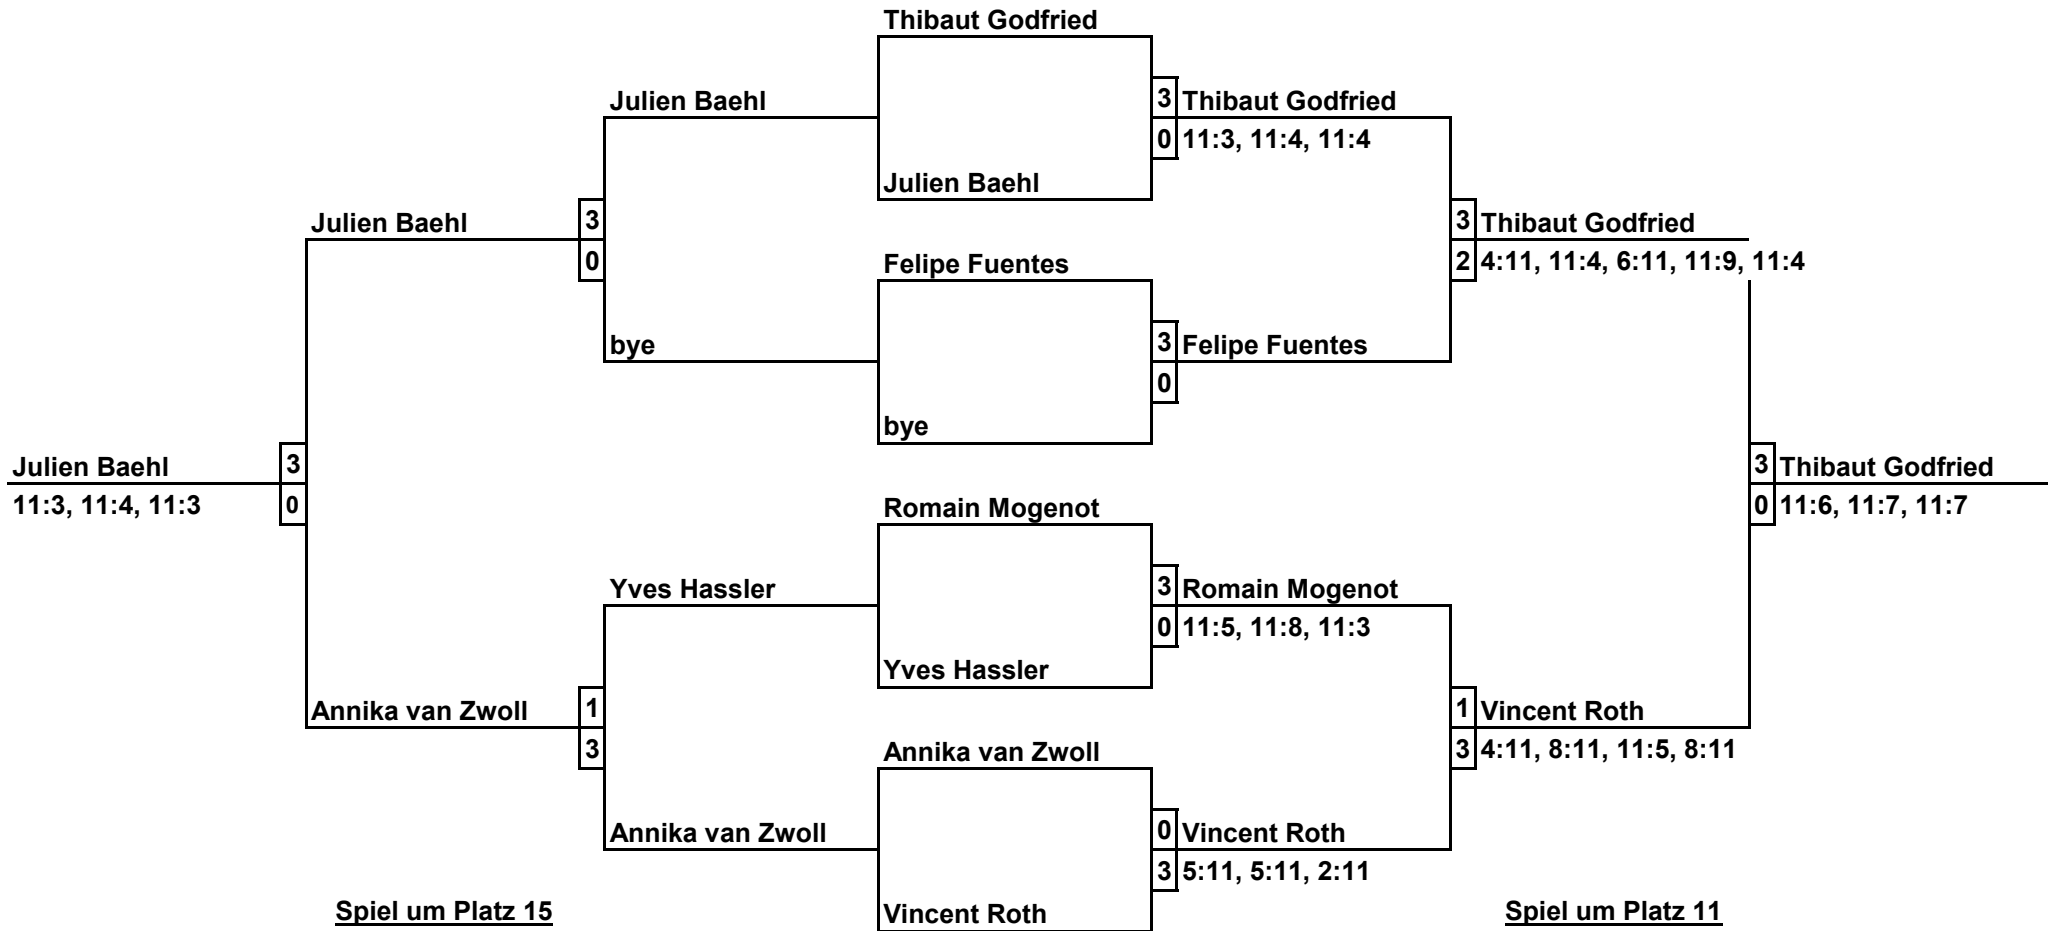 Thibaut Godfried
Julien Baehl 3 Thibaut Godfried
0 11:3, 11:4, 11:4
Julien Baehl
Julien Baehl 3 3 Thibaut Godfried
0 Felipe Fuentes 2 4:11, 11:4, 6:11, 11:9, 11:4
bye 3 Felipe Fuentes
0
bye
Julien Baehl 3 3 Thibaut Godfried
11:3, 11:4, 11:3 0 Romain Mogenot 0 11:6, 11:7, 11:7
Yves Hassler 3 Romain Mogenot
0 11:5, 11:8, 11:3
Yves Hassler
Annika van Zwoll 1 1 Vincent Roth
3 Annika van Zwoll 3 4:11, 8:11, 11:5, 8:11
Annika van Zwoll 0 Vincent Roth
3 5:11, 5:11, 2:11
Spiel um Platz 15 Vincent Roth Spiel um Platz 11